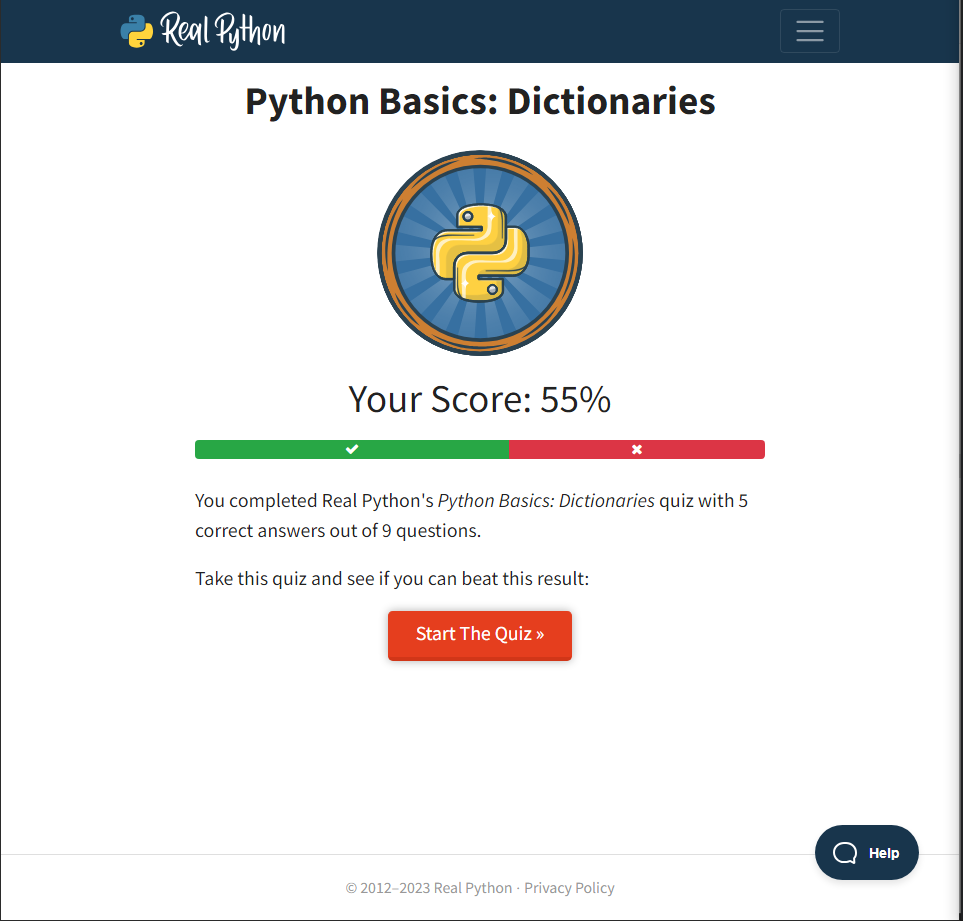 Real Python
Python Basics: Dictionaries
Your Score: 55%
You completed Real Python's Python Basics: Dictionaries quiz with 5
correct answers out of 9 questions.
Take this quiz and see if you can beat this result:
Start The Quiz »
Help
© 2012–2023 Real Python · Privacy Policy